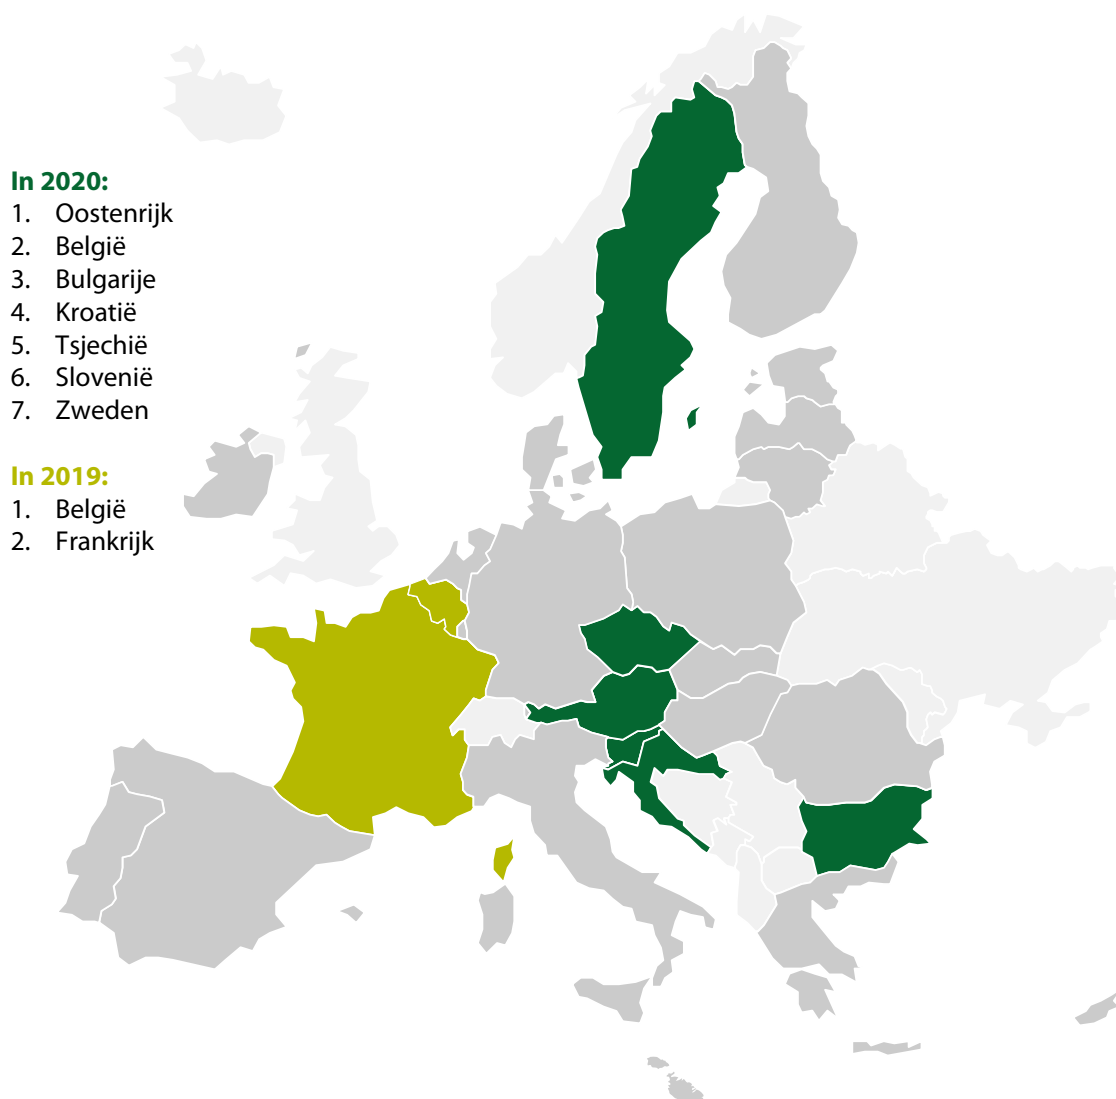 In 2020:
1. Oostenrijk
2. België
3. Bulgarije
4. Kroatië
5. Tsjechië
6. Slovenië
7. Zweden
In 2019:
1. België
2. Frankrijk